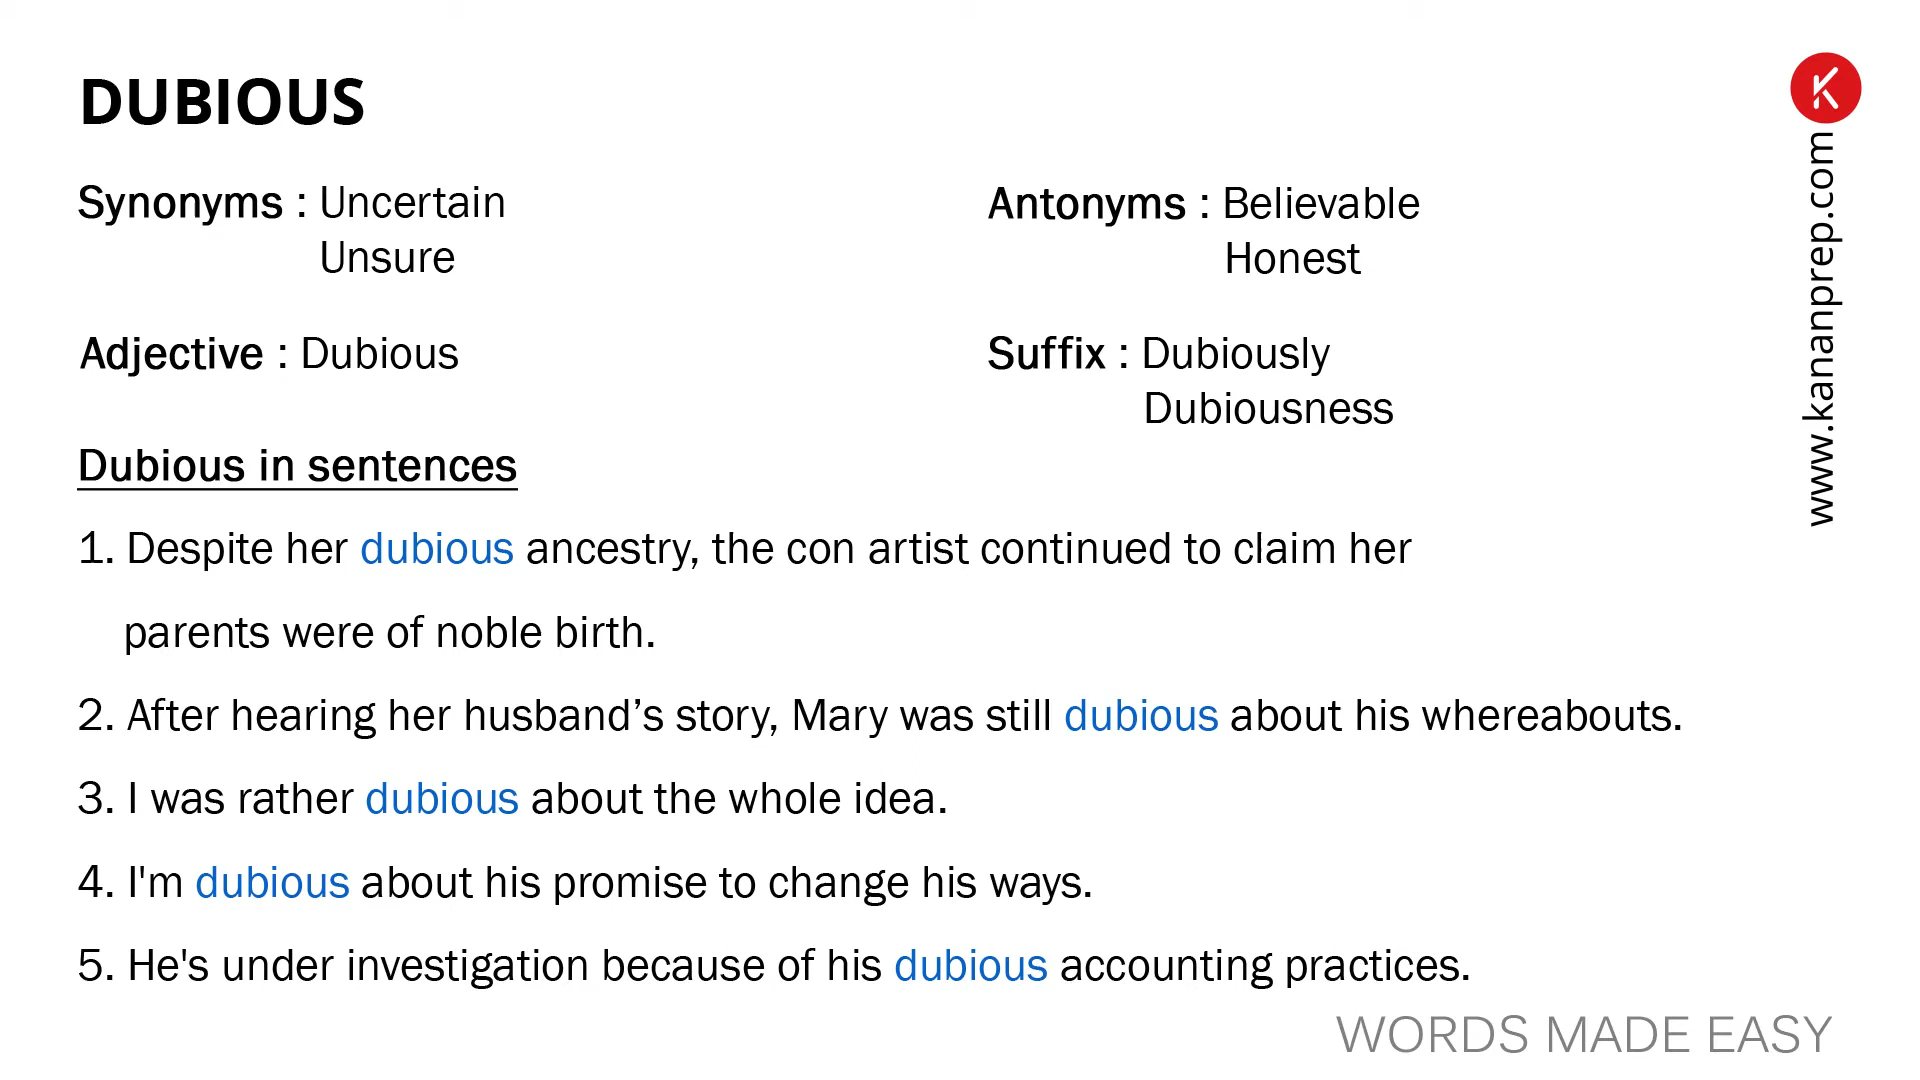 DUBIOUS
Synonyms : Uncertain
Unsure
Antonyms : Believable
Honest
Adjective : Dubious
Suffix : Dubiously
Dubiousness
Dubious in sentences
1. Despite her dubious ancestry, the con artist continued to claim her
parents were of noble birth.
2. After hearing her husband’s story, Mary was still dubious about his whereabouts.
3. I was rather dubious about the whole idea.
4. I'm dubious about his promise to change his ways.
5. He's under investigation because of his dubious accounting practices.
K
www.kananprep.com
WORDS MADE EASY